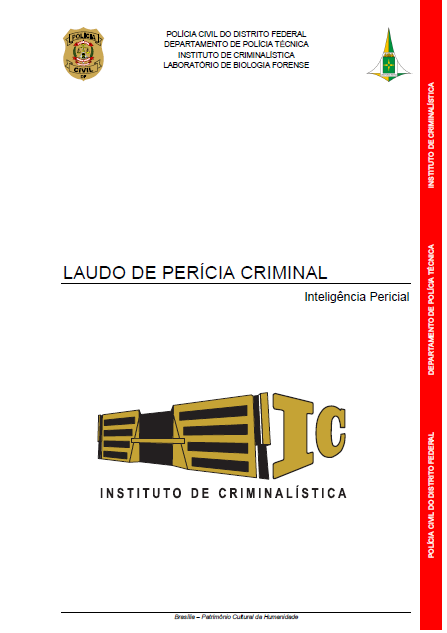 POLÍCIA CIVIL DO DISTRITO FEDERAL
DEPARTAMENTO DE POLÍCIA TÉCNICA
INSTITUTO DE CRIMINALÍSTICA
LABORATÓRIO DE BIOLOGIA FORENSE
POLÍCIA
CIVIL
DF
LAUDO DE PERÍCIA CRIMINAL
Inteligência Pericial
IC
INSTITUTO DE CRIMINALÍSTICA
INSTITUTO DE CRIMINALÍSTICA
DEPARTAMENTO DE POLÍCIA TÉCNICA
POLÍCIA CIVIL DO DISTRITO FEDERAL
Brasília – Patrimônio Cultural da Humanidade